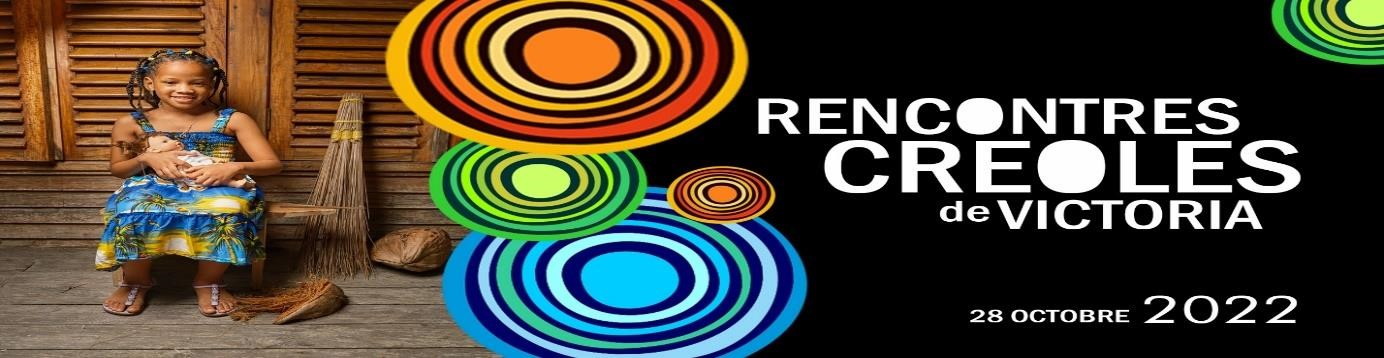 RENCONTRES
CREOLES
de VICTORIA
28 OCTOBRE 2022